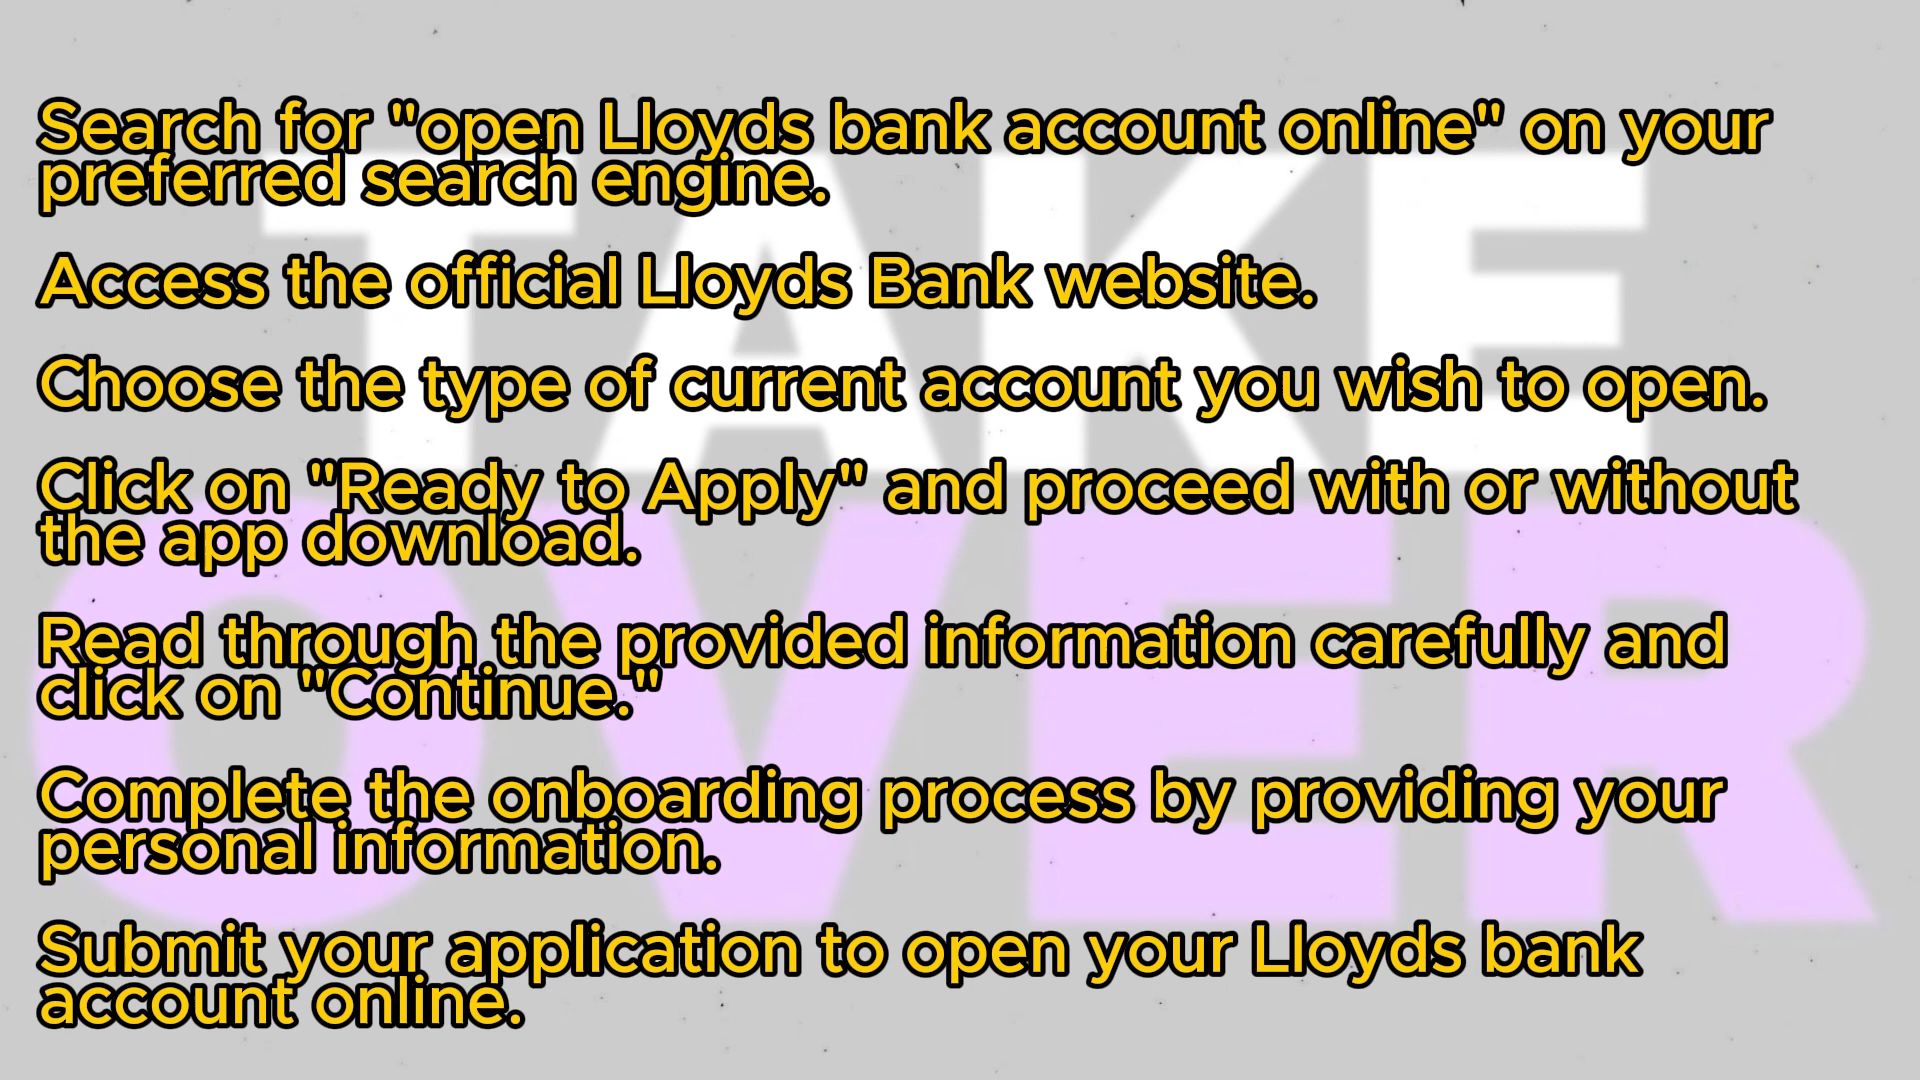 Search for "open Lloyds bank account online" on your
preferred search engine.
Access the official Lloyds Bank website.
Choose the type of current account you wish to open.
Click on "Ready to Apply" and proceed with or without
the app download.
Read through the provided information carefully and
click on "Continue."
Complete the onboarding process by providing your
personal information.
Submit your application to open your Lloyds bank
account online.
TAKE
OVER